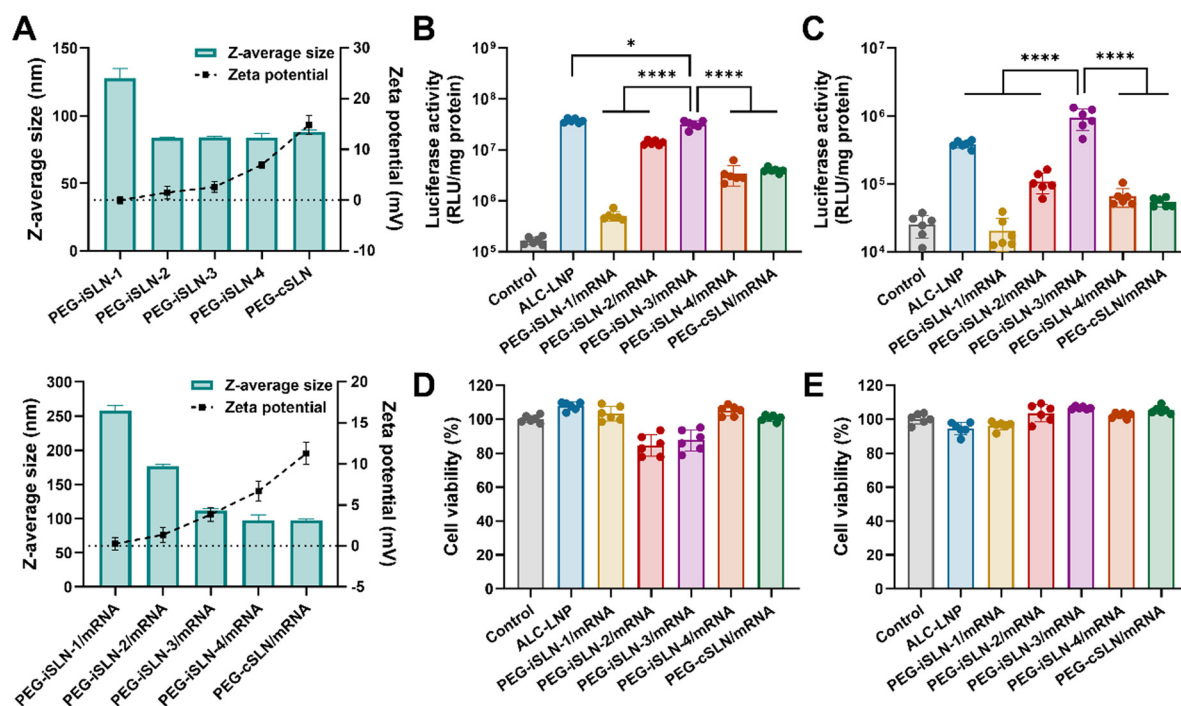 A
Z-average size (nm)
150
100
50
0
Z-average size
Zeta potential
30
20
10
0
-10
Zeta potential (mV)
PEG-iSLN-1
PEG-iSLN-2
PEG-iSLN-3
PEG-iSLN-4
PEG-cSLN
B
Luciferase activity
(RLU/mg protein)
10⁹
10⁸
10⁷
10⁶
10⁵
*
****
****
Control
ALC-LNP
PEG-iSLN-1/mRNA
PEG-iSLN-2/mRNA
PEG-iSLN-3/mRNA
PEG-iSLN-4/mRNA
PEG-cSLN/mRNA
C
Luciferase activity
(RLU/mg protein)
10⁷
10⁶
10⁵
10⁴
****
****
Control
ALC-LNP
PEG-iSLN-1/mRNA
PEG-iSLN-2/mRNA
PEG-iSLN-3/mRNA
PEG-iSLN-4/mRNA
PEG-cSLN/mRNA
Z-average size (nm)
300
250
200
150
100
50
0
Z-average size
Zeta potential
20
15
10
5
0
-5
Zeta potential (mV)
PEG-iSLN-1/mRNA
PEG-iSLN-2/mRNA
PEG-iSLN-3/mRNA
PEG-iSLN-4/mRNA
PEG-cSLN/mRNA
D
Cell viability (%)
120
100
80
60
40
20
0
Control
ALC-LNP
PEG-iSLN-1/mRNA
PEG-iSLN-2/mRNA
PEG-iSLN-3/mRNA
PEG-iSLN-4/mRNA
PEG-cSLN/mRNA
E
Cell viability (%)
120
100
80
60
40
20
0
Control
ALC-LNP
PEG-iSLN-1/mRNA
PEG-iSLN-2/mRNA
PEG-iSLN-3/mRNA
PEG-iSLN-4/mRNA
PEG-cSLN/mRNA